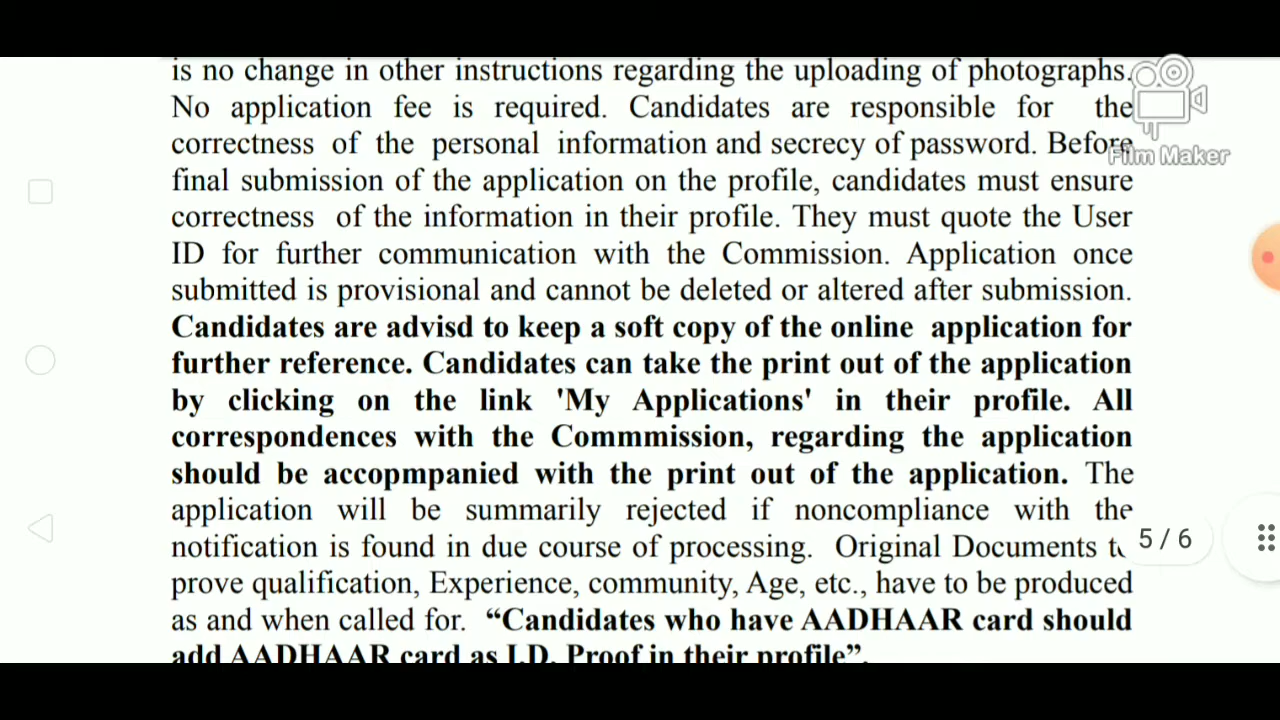 is no change in other instructions regarding the uploading of photographs.
No application fee is required. Candidates are responsible for the
correctness of the personal information and secrecy of password. Before
final submission of the application on the profile, candidates must ensure
correctness of the information in their profile. They must quote the User
ID for further communication with the Commission. Application once
submitted is provisional and cannot be deleted or altered after submission.
Candidates are advisd to keep a soft copy of the online application for
further reference. Candidates can take the print out of the application
by clicking on the link 'My Applications' in their profile. All
correspondences with the Commmission, regarding the application
should be accopmpanied with the print out of the application. The
application will be summarily rejected if noncompliance with the
notification is found in due course of processing. Original Documents to
prove qualification, Experience, community, Age, etc., have to be produced
as and when called for. “Candidates who have AADHAAR card should
add AADHAAR card as I.D. Proof in their profile”.
Film Maker
5 / 6